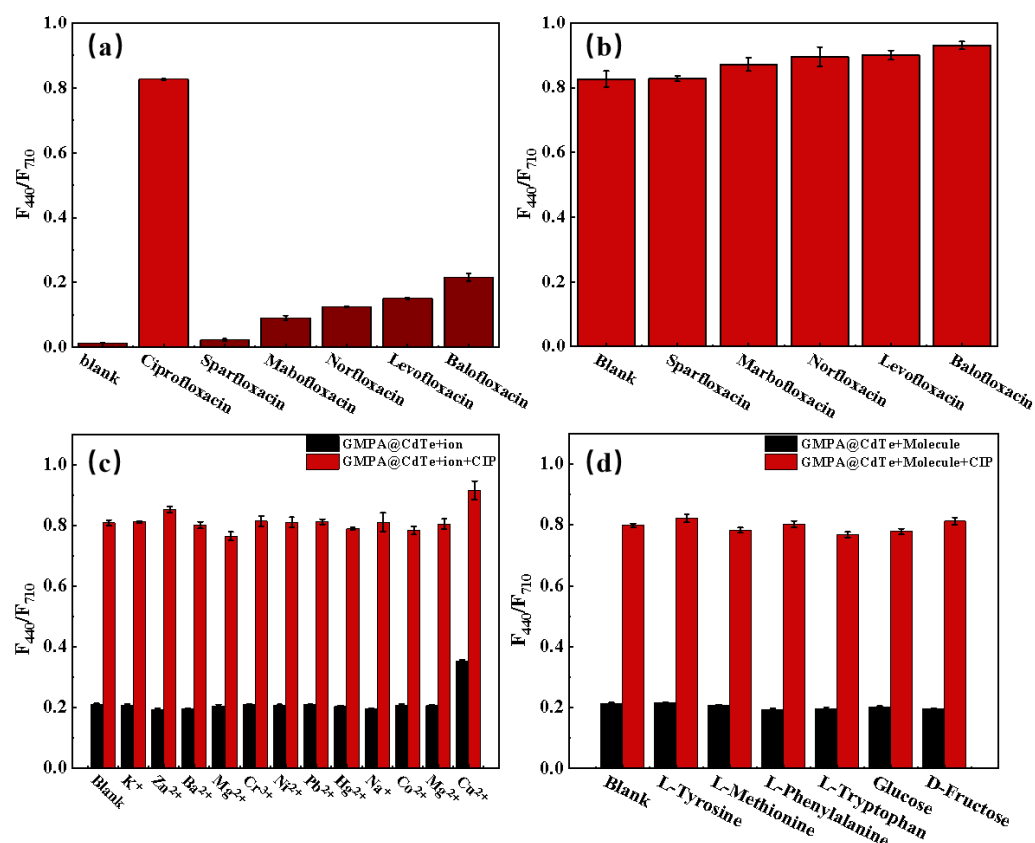 (a)
1.0
0.8
0.6
0.4
0.2
0.0
F440/F710
blank
Ciprofloxacin
Sparfloxacin
Mabofloxacin
Norfloxacin
Levofloxacin
Balofloxacin
(b)
1.0
0.8
0.6
0.4
0.2
0.0
F440/F710
Blank
Sparfloxacin
Marbofloxacin
Norfloxacin
Levofloxacin
Balofloxacin
(c)
GMPA@CdTe+ion
GMPA@CdTe+ion+CIP
1.0
0.8
0.6
0.4
0.2
0.0
F440/F710
Blank
K+
Zn2+
Ba2+
Mg2+
Cr3+
Ni2+
Pb2+
Hg2+
Na+
Co2+
Mg2+
Cu2+
(d)
GMPA@CdTe+Molecule
GMPA@CdTe+Molecule+CIP
1.0
0.8
0.6
0.4
0.2
0.0
F440/F710
Blank
L-Tyrosine
L-Methionine
L-Phenylalanine
L-Tryptophan
Glucose
D-Fructose